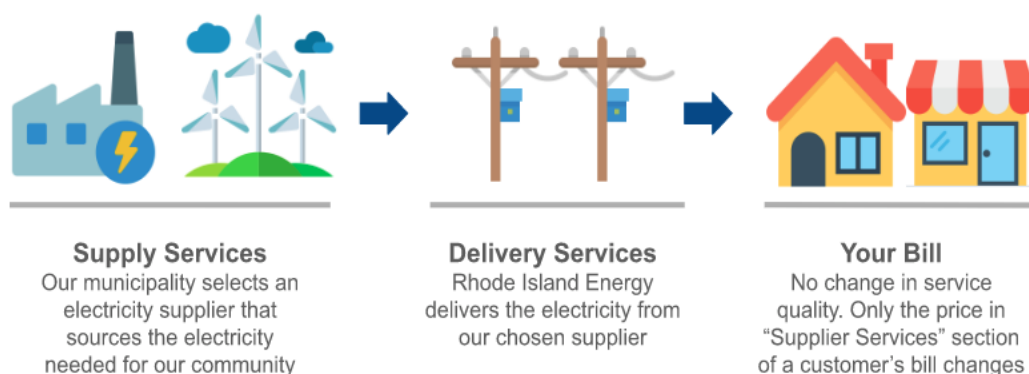 Supply Services
Our municipality selects an
electricity supplier that
sources the electricity
needed for our community
Delivery Services
Rhode Island Energy
delivers the electricity from
our chosen supplier
Your Bill
No change in service
quality. Only the price in
“Supplier Services” section
of a customer’s bill changes